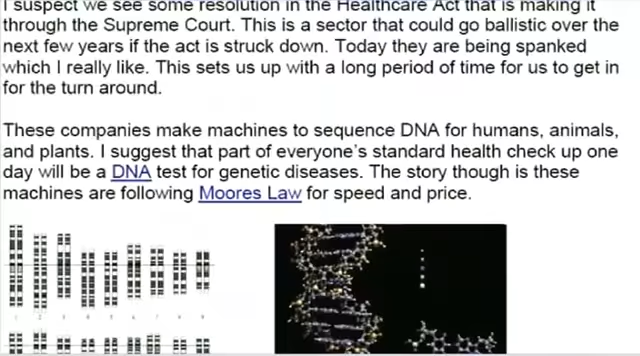 I suspect we see some resolution in the Healthcare Act that is making it
through the Supreme Court. This is a sector that could go ballistic over the
next few years if the act is struck down. Today they are being spanked
which I really like. This sets us up with a long period of time for us to get in
for the turn around.
These companies make machines to sequence DNA for humans, animals,
and plants. I suggest that part of everyone's standard health check up one
day will be a DNA test for genetic diseases. The story though is these
machines are following Moores Law for speed and price.